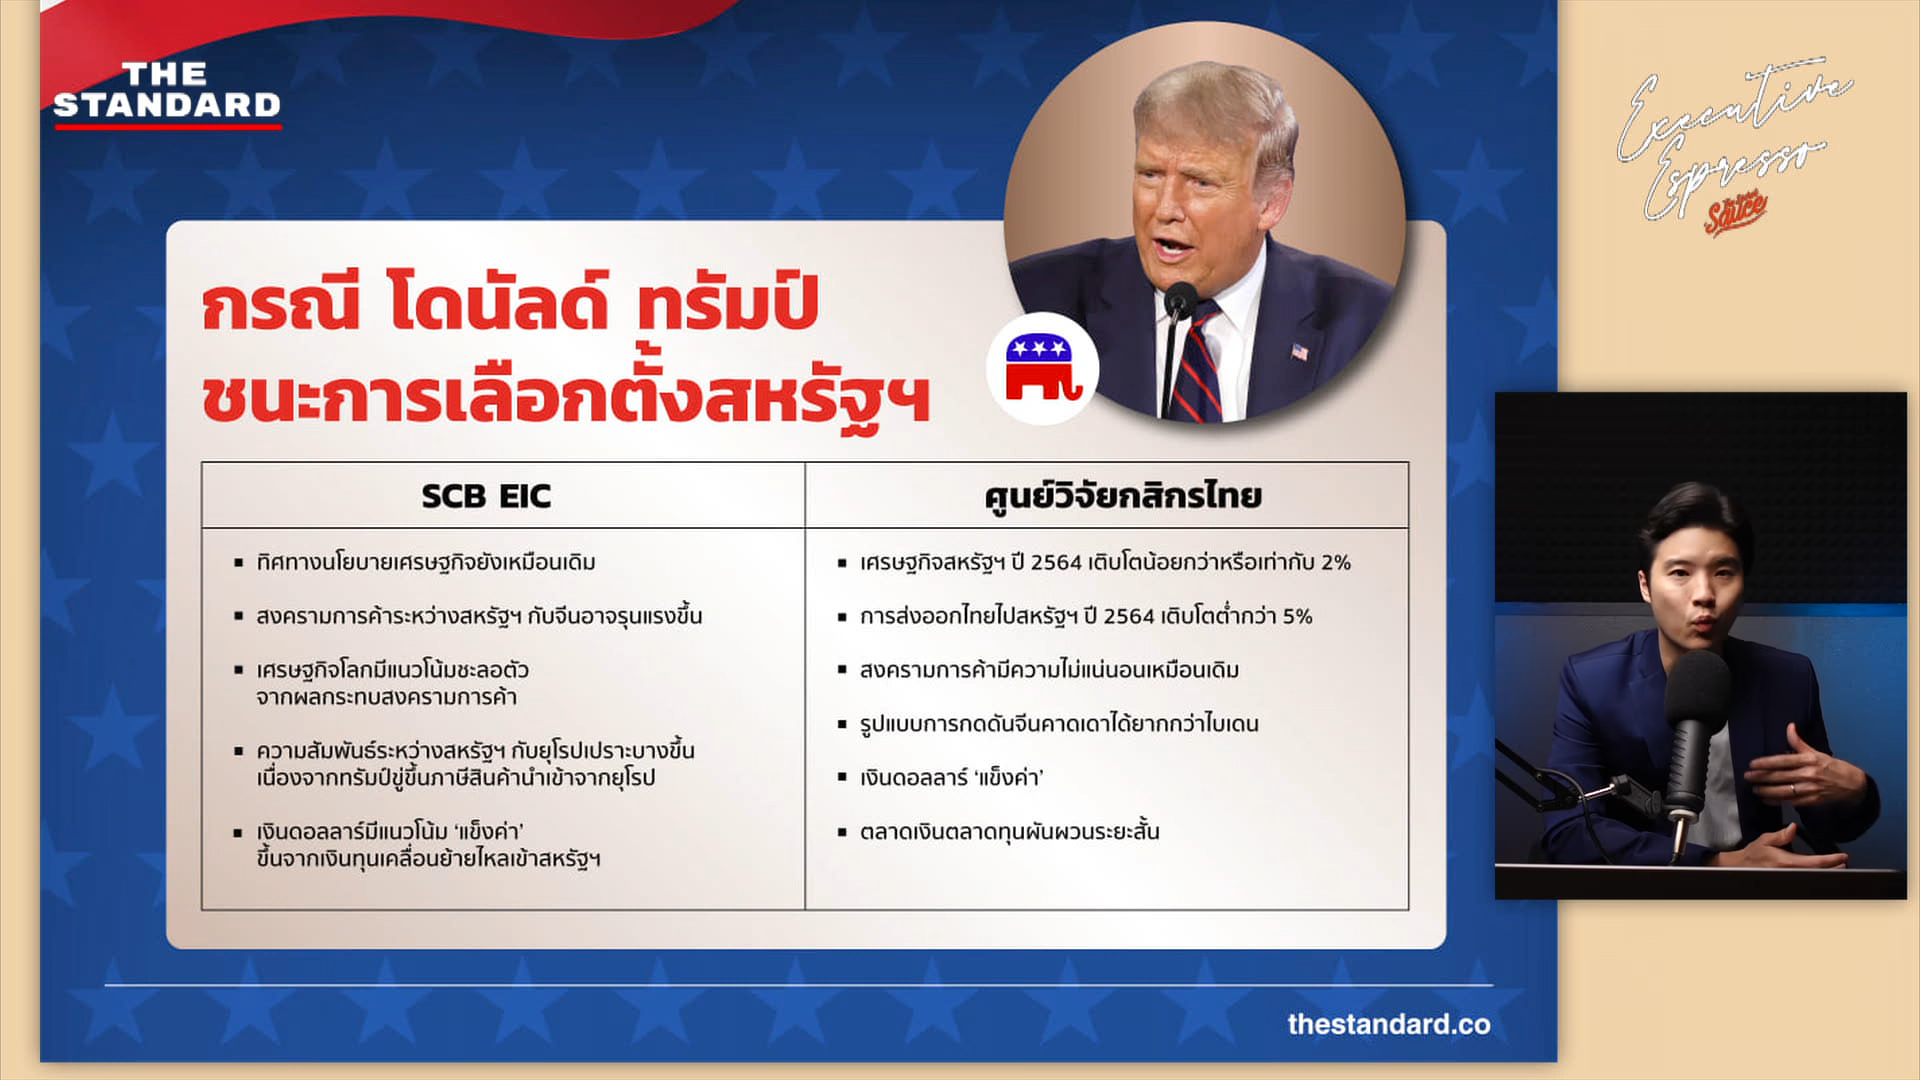 THE
STANDARD
Executive
Espresso
The Secret
Sauce
กรณี โดนัลด์ ทรัมป์
ชนะการเลือกตั้งสหรัฐฯ
SCB EIC
▪ ทิศทางนโยบายเศรษฐกิจยังเหมือนเดิม
▪ สงครามการค้าระหว่างสหรัฐฯ กับจีนอาจรุนแรงขึ้น
▪ เศรษฐกิจโลกมีแนวโน้มชะลอตัว
จากผลกระทบสงครามการค้า
▪ ความสัมพันธ์ระหว่างสหรัฐฯ กับยุโรปเปราะบางขึ้น
เนื่องจากทรัมป์ขู่ขึ้นภาษีสินค้านำเข้าจากยุโรป
▪ เงินดอลลาร์มีแนวโน้ม ‘แข็งค่า’
ขึ้นจากเงินทุนเคลื่อนย้ายไหลเข้าสหรัฐฯ
ศูนย์วิจัยกสิกรไทย
▪ เศรษฐกิจสหรัฐฯ ปี 2564 เติบโตน้อยกว่าหรือเท่ากับ 2%
▪ การส่งออกไทยไปสหรัฐฯ ปี 2564 เติบโตต่ำกว่า 5%
▪ สงครามการค้ามีความไม่แน่นอนเหมือนเดิม
▪ รูปแบบการกดดันจีนคาดเดาได้ยากกว่าไบเดน
▪ เงินดอลลาร์ ‘แข็งค่า’
▪ ตลาดเงินตลาดทุนผันผวนระยะสั้น
thestandard.co